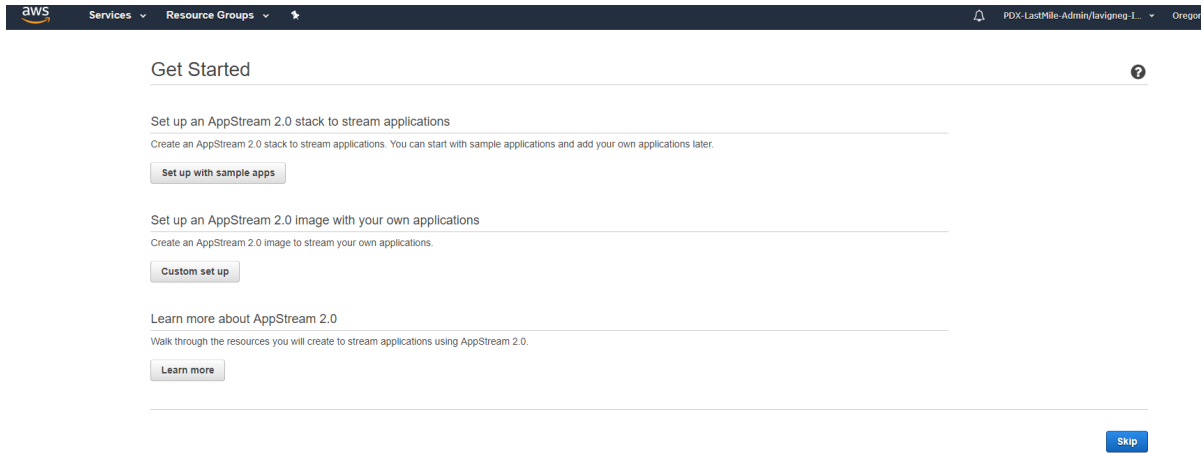 aws Services Resource Groups PDX-LastMile-Admin/lavigneg-I... Oregon
Get Started
?
Set up an AppStream 2.0 stack to stream applications
Create an AppStream 2.0 stack to stream applications. You can start with sample applications and add your own applications later.
Set up with sample apps
Set up an AppStream 2.0 image with your own applications
Create an AppStream 2.0 image to stream your own applications.
Custom set up
Learn more about AppStream 2.0
Walk through the resources you will create to stream applications using AppStream 2.0.
Learn more
Skip